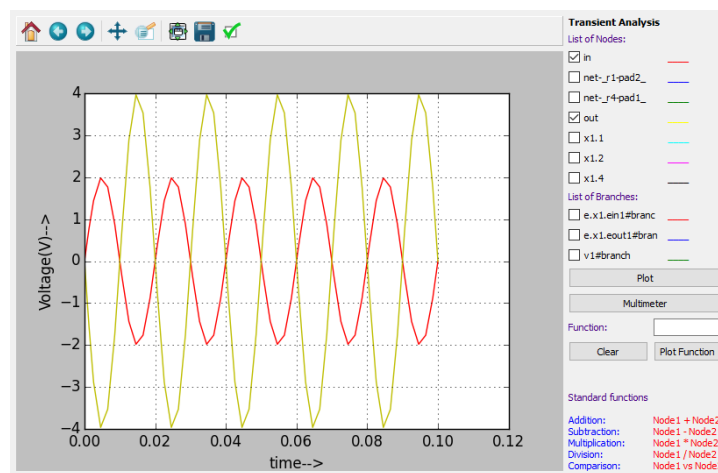 Transient Analysis
List of Nodes:
in
net-_r1-pad2_
net-_r4-pad1_
out
x1.1
x1.2
x1.4
List of Branches:
e.x1.ein1#branc
e.x1.eout1#bran
v1#branch
Plot
Multimeter
Function:
Clear Plot Function
Standard functions
Addition: Node1 + Node2
Subtraction: Node1 - Node2
Multiplication: Node1 * Node2
Division: Node1 / Node2
Comparison: Node1 vs Node
Voltage(V)-->
4
3
2
1
0
−1
−2
−3
−4
0.00 0.02 0.04 0.06 0.08 0.10 0.12
time-->